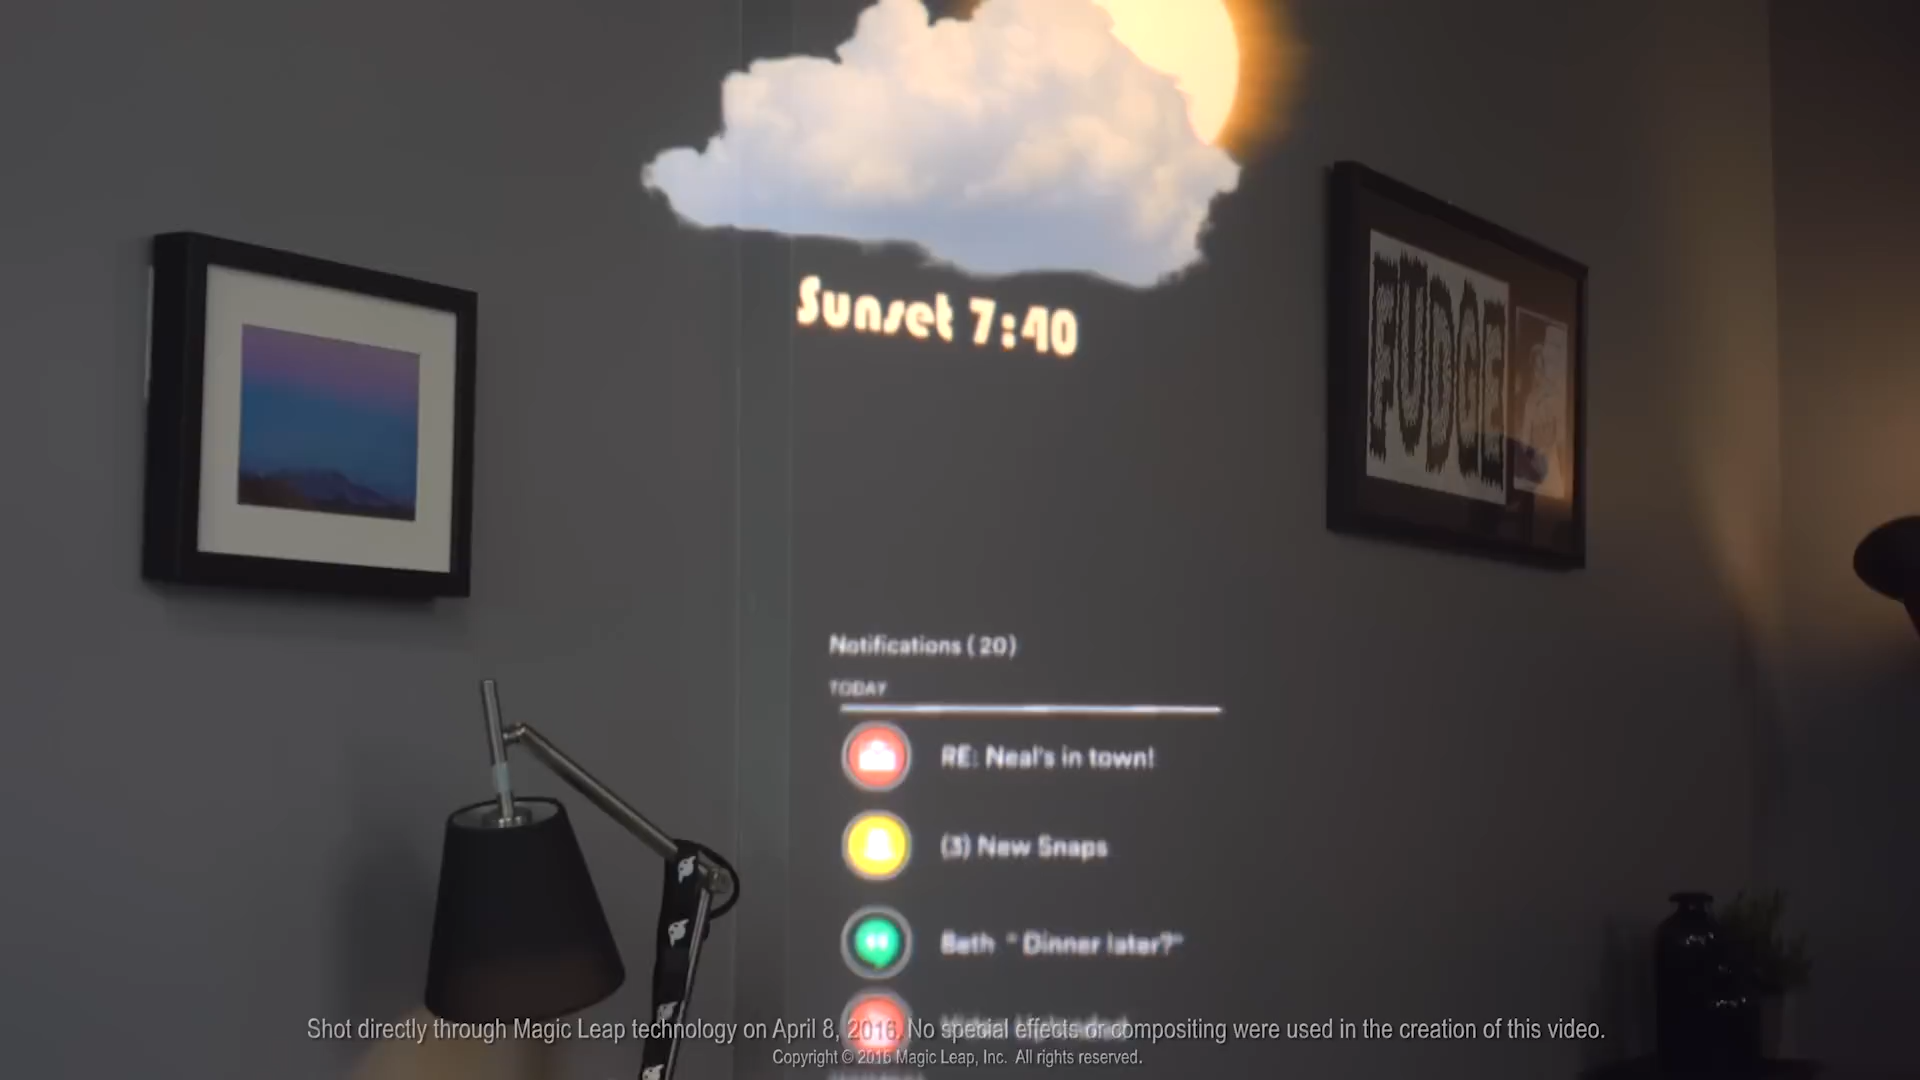 Sunset 7:40
FUDGE
Notifications (20)
TODAY
RE: Neal's in town!
(3) New Snaps
Beth "Dinner later?"
Shot directly through Magic Leap technology on April 8, 2016. No special effects or compositing were used in the creation of this video.
Copyright © 2016 Magic Leap, Inc. All rights reserved.